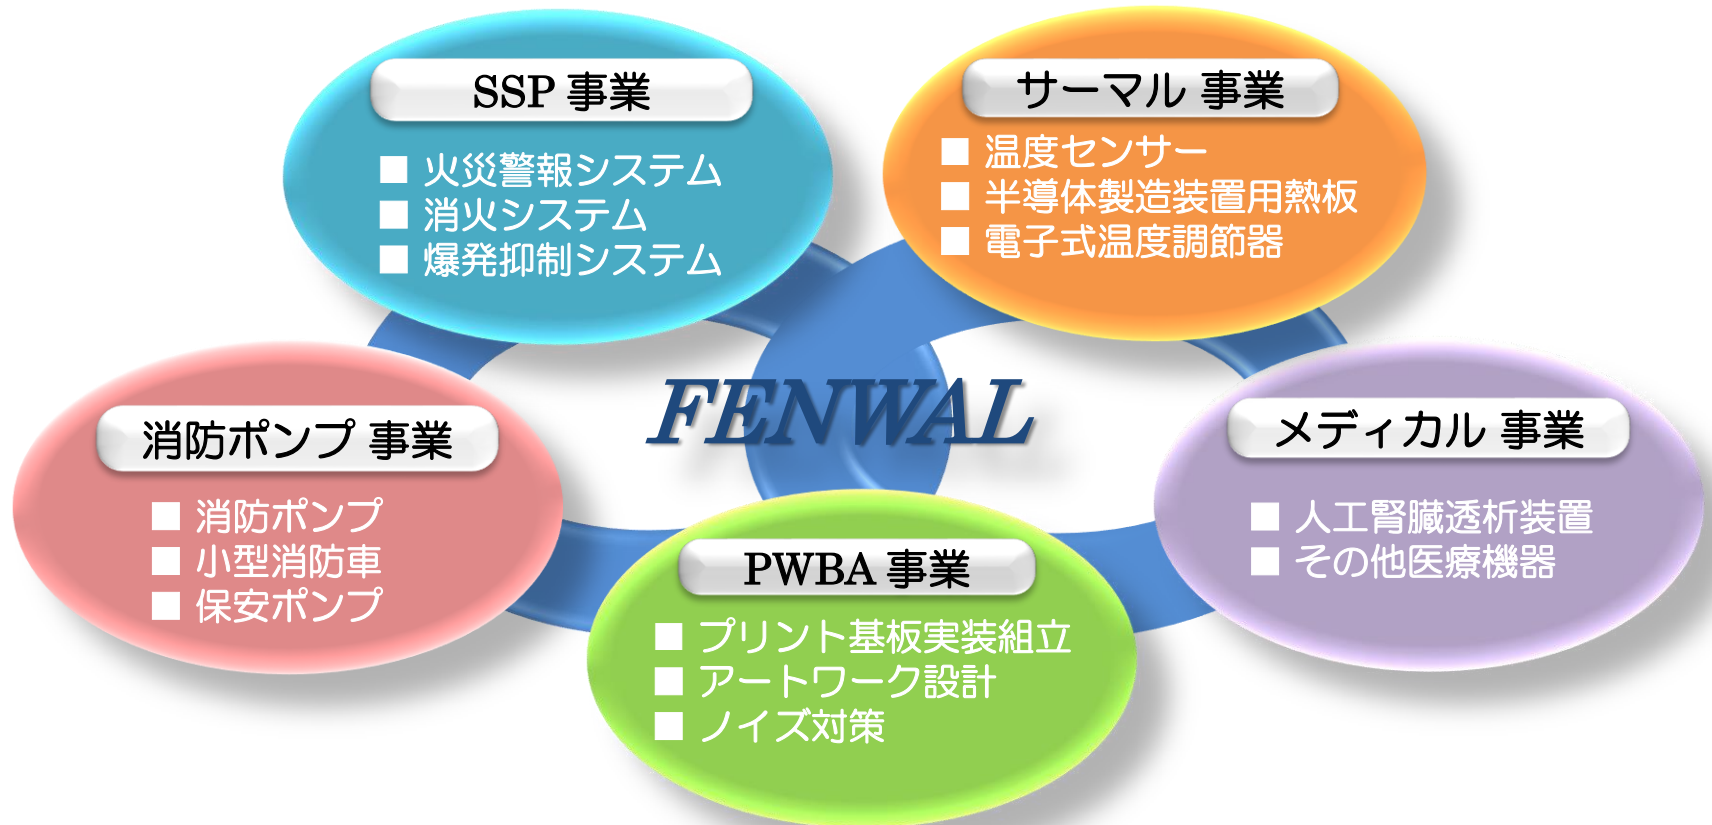 SSP 事業
■ 火災警報システム
■ 消火システム
■ 爆発抑制システム
サーマル 事業
■ 温度センサー
■ 半導体製造装置用熱板
■ 電子式温度調節器
FENWAL
消防ポンプ 事業
■ 消防ポンプ
■ 小型消防車
■ 保安ポンプ
メディカル 事業
■ 人工腎臓透析装置
■ その他医療機器
PWBA 事業
■ プリント基板実装組立
■ アートワーク設計
■ ノイズ対策